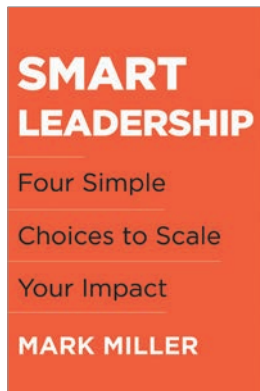 SMART
LEADERSHIP
Four Simple
Choices to Scale
Your Impact
MARK MILLER